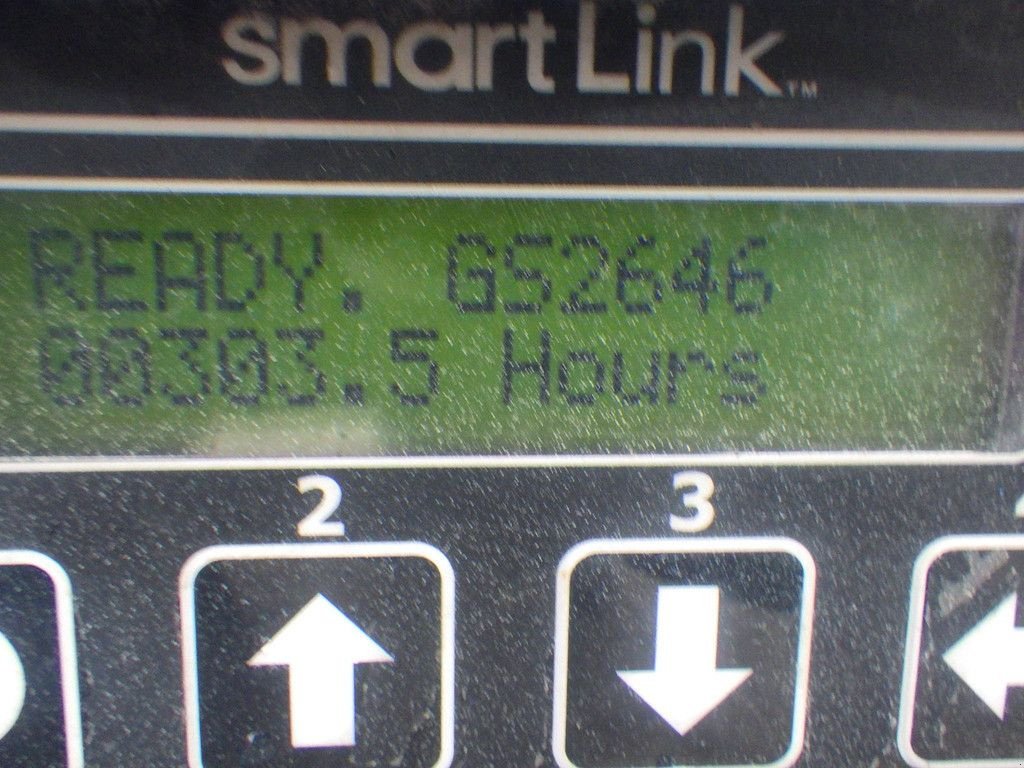 smartLink™
READY. GS2646
00303.5 Hours
2 3